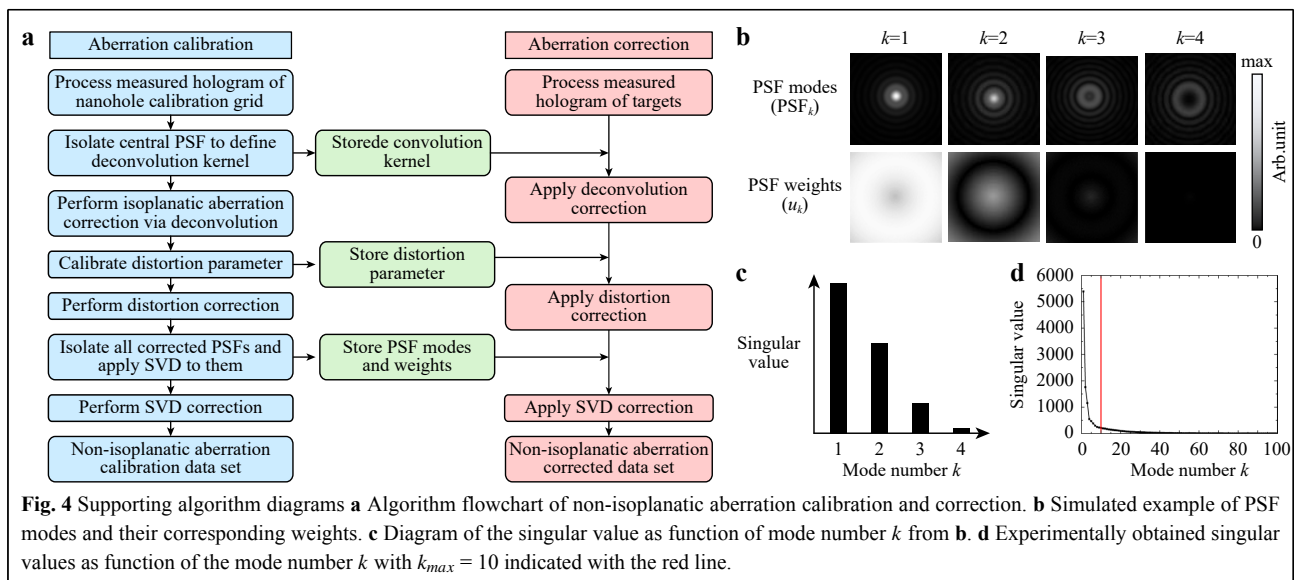 a
Aberration calibration
Process measured hologram of
nanohole calibration grid
Isolate central PSF to define
deconvolution kernel
Perform isoplanatic aberration
correction via deconvolution
Calibrate distortion parameter
Perform distortion correction
Isolate all corrected PSFs and
apply SVD to them
Perform SVD correction
Non-isoplanatic aberration
calibration data set
Storede convolution
kernel
Store distortion
parameter
Store PSF modes
and weights
Aberration correction
Process measured
hologram of targets
Apply deconvolution
correction
Apply distortion
correction
Apply SVD correction
Non-isoplanatic aberration
corrected data set
b
k=1 k=2 k=3 k=4
PSF modes
(PSFk)
PSF weights
(uk)
max
Arb.unit
0
c
Singular
value
1 2 3 4
Mode number k
d
Singular value
6000
5000
4000
3000
2000
1000
0
0 20 40 60 80 100
Mode number k
Fig. 4 Supporting algorithm diagrams a Algorithm flowchart of non-isoplanatic aberration calibration and correction. b Simulated example of PSF
modes and their corresponding weights. c Diagram of the singular value as function of mode number k from b. d Experimentally obtained singular
values as function of the mode number k with kmax = 10 indicated with the red line.